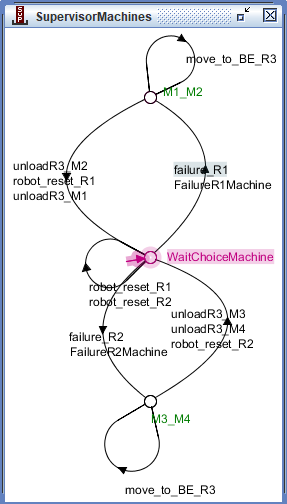 SupervisorMachines
move_to_BE_R3
M1_M2
unloadR3_M2
robot_reset_R1
unloadR3_M1
failure_R1
FailureR1Machine
WaitChoiceMachine
robot_reset_R1
robot_reset_R2
unloadR3_M3
unloadR3_M4
robot_reset_R2
failure_R2
FailureR2Machine
M3_M4
move_to_BE_R3